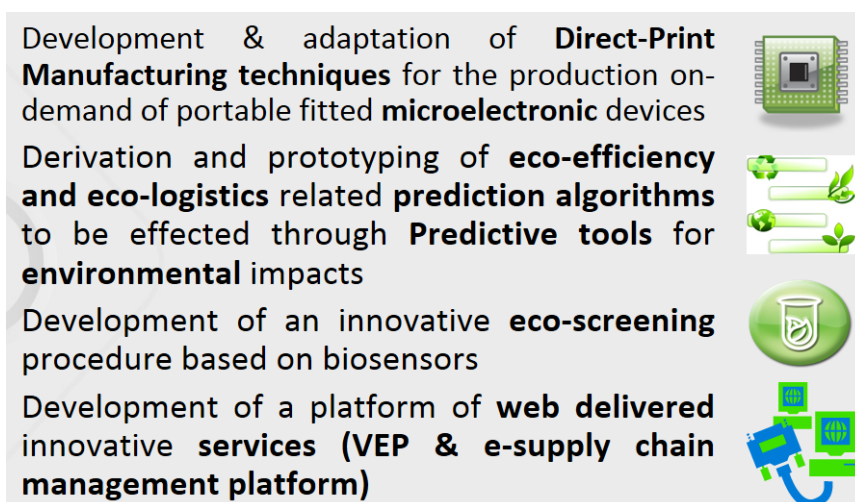 Development & adaptation of Direct-Print
Manufacturing techniques for the production on-
demand of portable fitted microelectronic devices
Derivation and prototyping of eco-efficiency
and eco-logistics related prediction algorithms
to be effected through Predictive tools for
environmental impacts
Development of an innovative eco-screening
procedure based on biosensors
Development of a platform of web delivered
innovative services (VEP & e-supply chain
management platform)